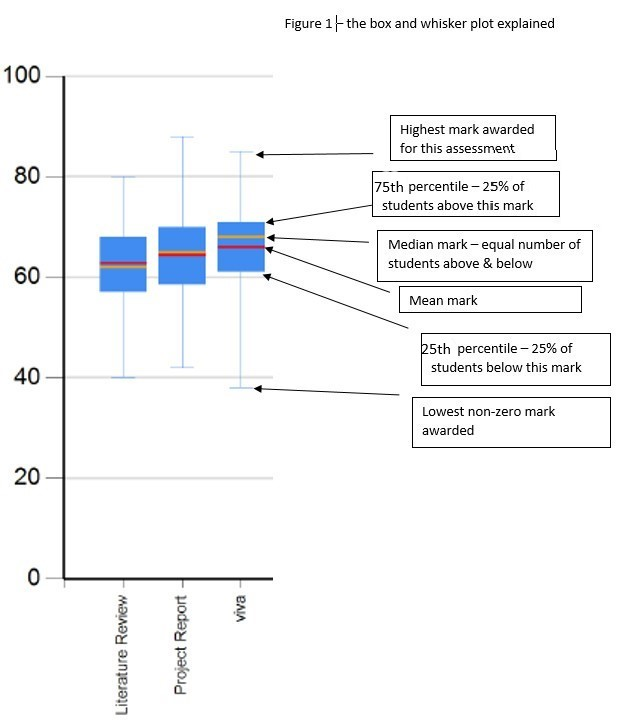 Figure 1 – the box and whisker plot explained
100
80
60
40
20
0
Literature Review
Project Report
viva
Highest mark awarded
for this assessment
75th percentile – 25% of
students above this mark
Median mark – equal number of
students above & below
Mean mark
25th percentile – 25% of
students below this mark
Lowest non-zero mark
awarded